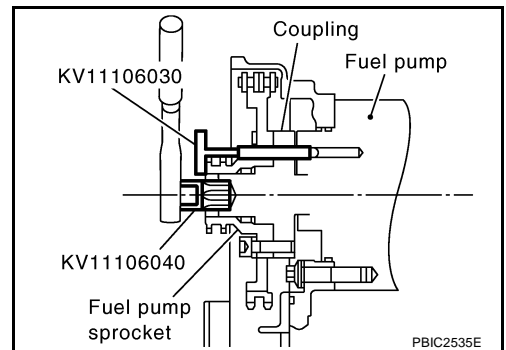 Coupling
Fuel pump
KV11106030
KV11106040
Fuel pump
sprocket
PBIC2535E